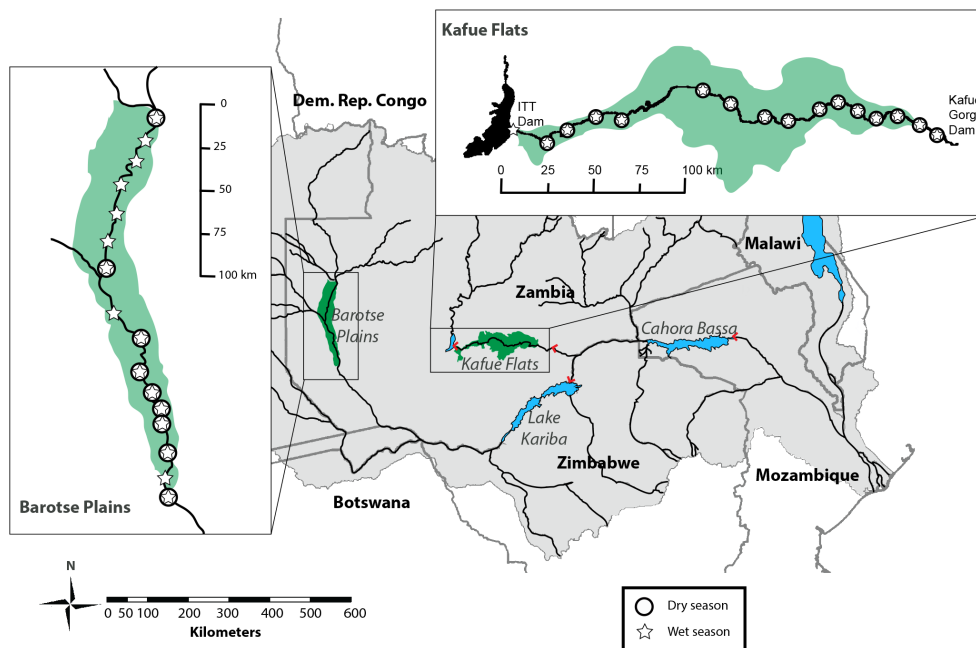 Kafue Flats
ITT
Dam
Kafue
Gorg
Dam
0
25
50
75
100 km
0
25
50
75
100 km
Barotse Plains
Dem. Rep. Congo
Malawi
Zambia
Barotse
Plains
Cahora Bassa
Kafue Flats
Lake
Kariba
Zimbabwe
Mozambique
Botswana
N
0 50 100 200 300 400 500 600
Kilometers
Dry season
Wet season